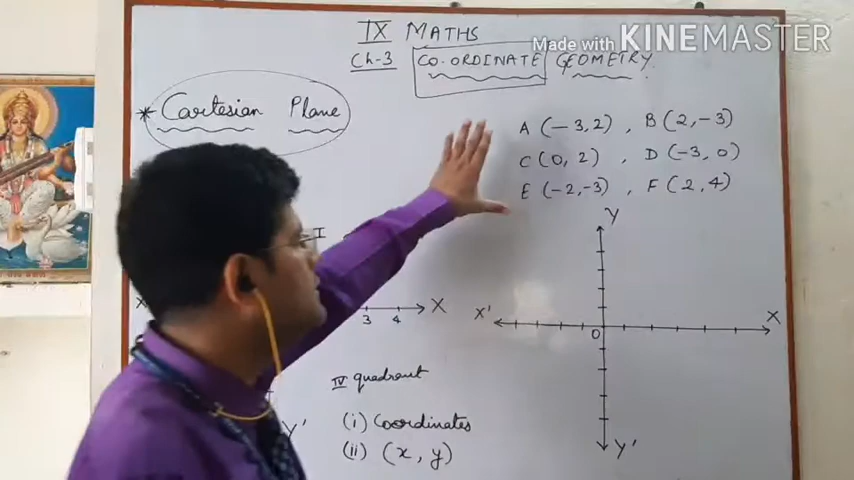 IX MATHS
Made with KINEMASTER
Ch-3 CO-ORDINATE GEOMETRY
* Cartesian Plane
A (-3,2) , B (2,-3)
C (0, 2) , D (-3, 0)
E (-2,-3) , F (2, 4)
I
X
3 4
IV quadrant
Y'
(i) Coordinates
(ii) (x, y)
Y
X' X
0
Y'